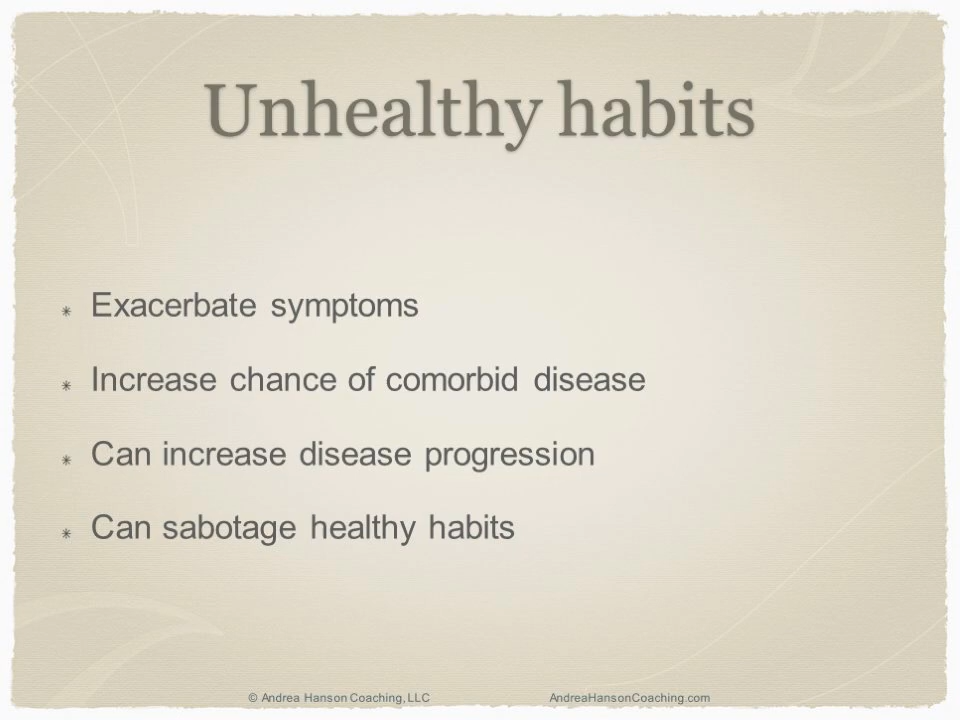 Unhealthy habits
Exacerbate symptoms
Increase chance of comorbid disease
Can increase disease progression
Can sabotage healthy habits
© Andrea Hanson Coaching, LLC AndreaHansonCoaching.com